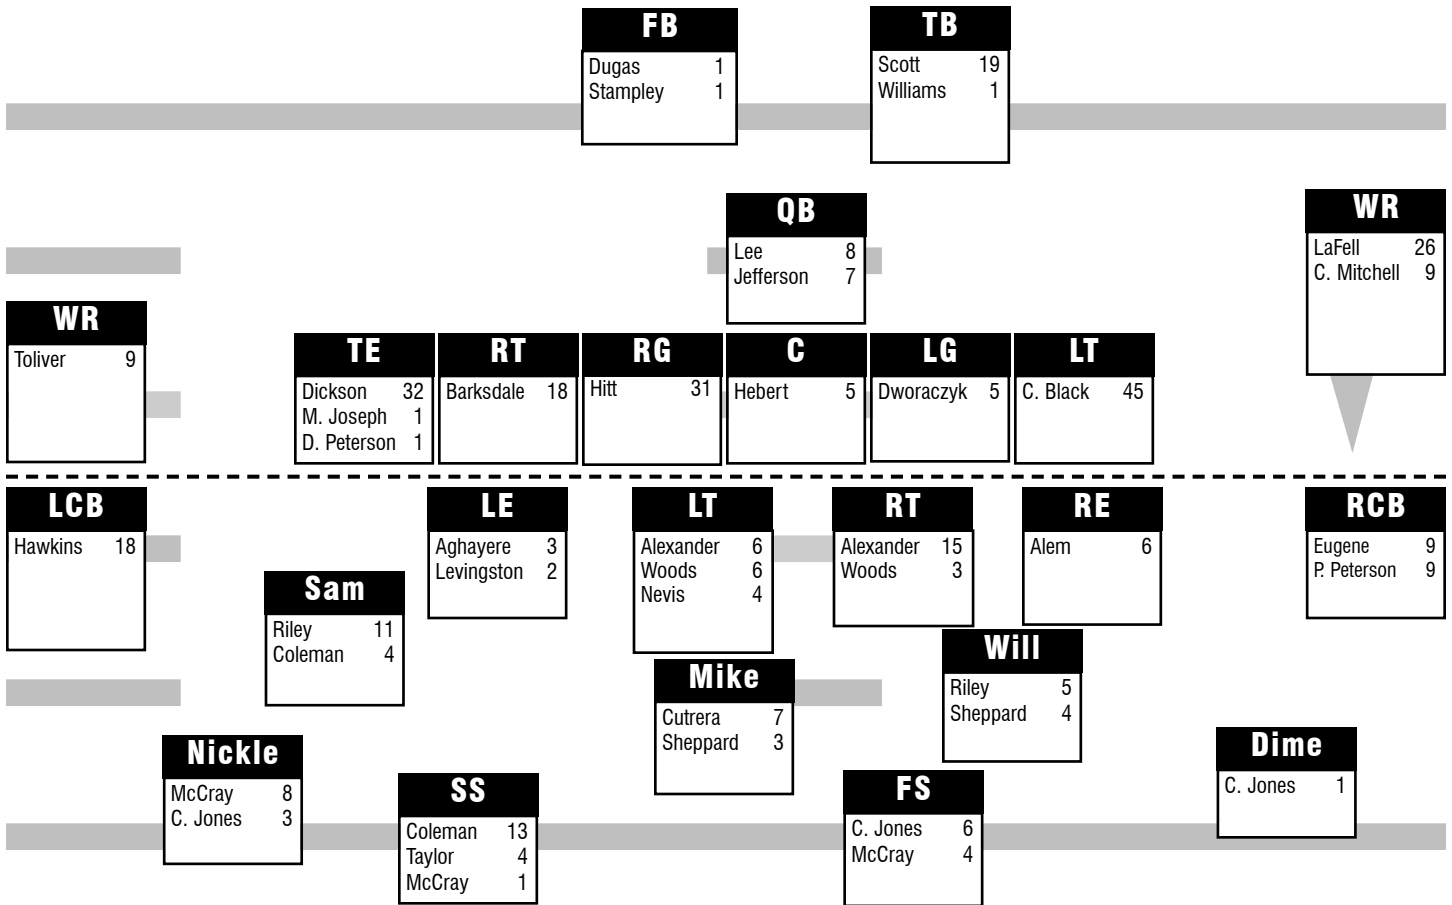 FB
Dugas 1
Stampley 1
TB
Scott 19
Williams 1
QB
Lee 8
Jefferson 7
WR
LaFell 26
C. Mitchell 9
WR
Toliver 9
TE
Dickson 32
M. Joseph 1
D. Peterson 1
RT
Barksdale 18
RG
Hitt 31
C
Hebert 5
LG
Dworaczyk 5
LT
C. Black 45
LCB
Hawkins 18
LE
Aghayere 3
Levingston 2
LT
Alexander 6
Woods 6
Nevis 4
RT
Alexander 15
Woods 3
RE
Alem 6
RCB
Eugene 9
P. Peterson 9
Sam
Riley 11
Coleman 4
Mike
Cutrera 7
Sheppard 3
Will
Riley 5
Sheppard 4
Nickle
McCray 8
C. Jones 3
SS
Coleman 13
Taylor 4
McCray 1
FS
C. Jones 6
McCray 4
Dime
C. Jones 1